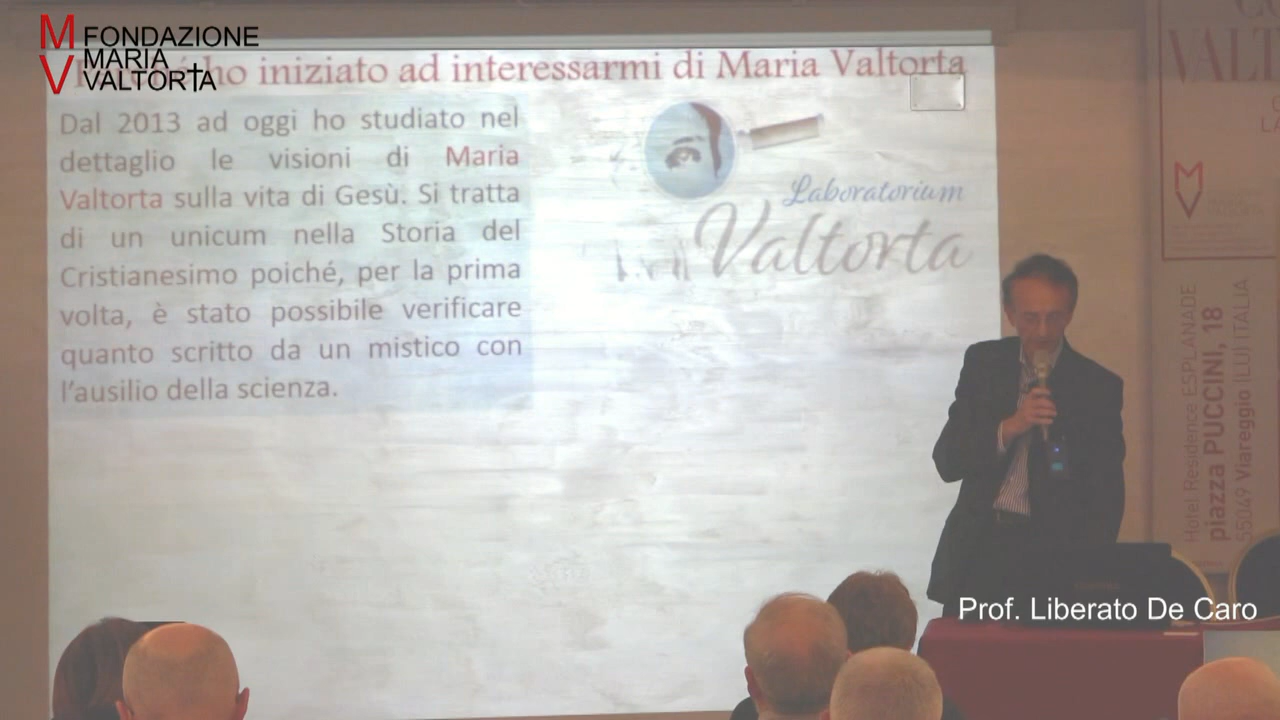 FONDAZIONE
MARIA
VALTORTA
ho iniziato ad interessarmi di Maria Valtorta
Dal 2013 ad oggi ho studiato nel
dettaglio le visioni di Maria
Valtorta sulla vita di Gesù. Si tratta
di un unicum nella Storia del
Cristianesimo poiché, per la prima
volta, è stato possibile verificare
quanto scritto da un mistico con
l'ausilio della scienza.
Laboratorium
Valtorta
Hotel Residence ESPLANADE
piazza PUCCINI, 18
55049 Viareggio (LU) ITALIA
Prof. Liberato De Caro